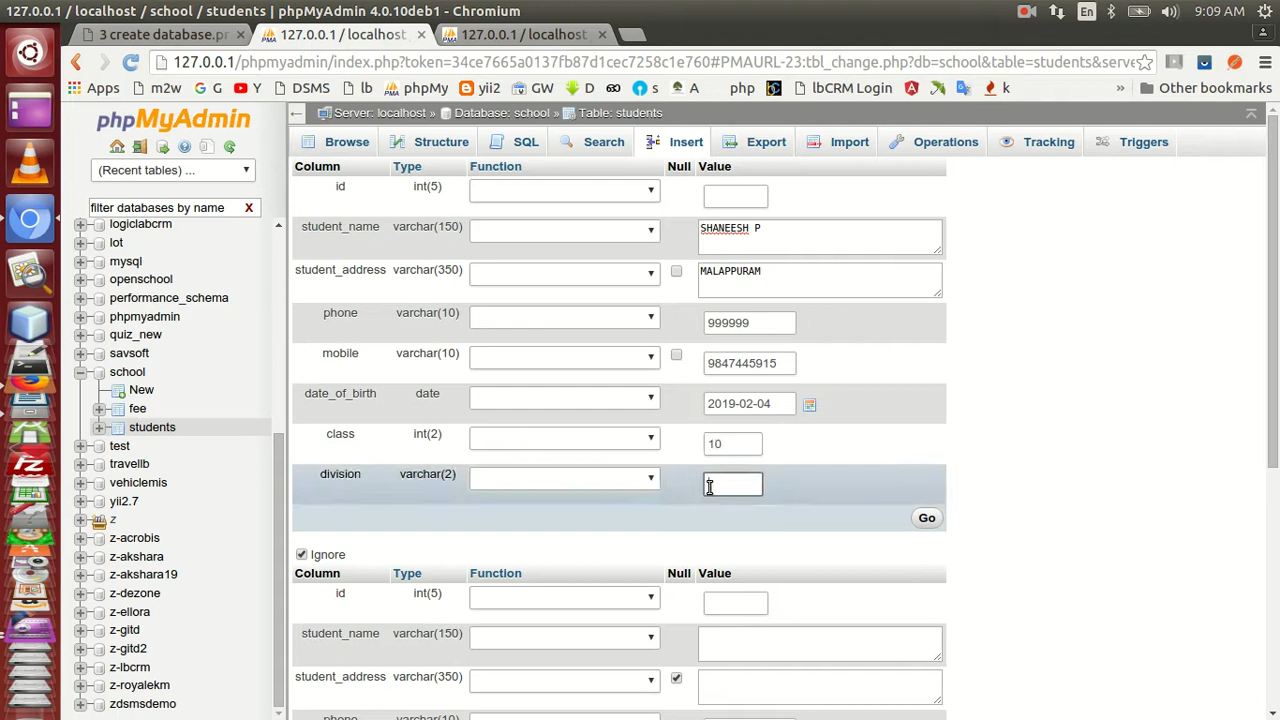 127.0.0.1 / localhost / school / students | phpMyAdmin 4.0.10deb1 - Chromium
En
9:09 AM
3 create database.pr
127.0.0.1 / localhost
127.0.0.1 / localhost
127.0.0.1/phpmyadmin/index.php?token=34ce7665a0137fb87d1cec7258c1e760#PMAURL-23:tbl_change.php?db=school&table=students&serve
Apps
m2w
G
Y
DSMS
lb
phpMy
yii2
GW
D
o
s
A
php
lbCRM Login
k
»
Other bookmarks
phpMyAdmin
(Recent tables) ...
filter databases by name X
logiclabcrm
lot
mysql
openschool
performance_schema
phpmyadmin
quiz_new
savsoft
school
New
fee
students
test
travellb
vehiclemis
yii2.7
z
z-acrobis
z-akshara
z-akshara19
z-dezone
z-ellora
z-gitd
z-gitd2
z-lbcrm
z-royalekm
zdsmsdemo
Server: localhost » Database: school » Table: students
Browse
Structure
SQL
Search
Insert
Export
Import
Operations
Tracking
Triggers
Column Type Function Null Value
id int(5)
student_name varchar(150) SHANEESH P
student_address varchar(350) MALAPPURAM
phone varchar(10) 999999
mobile varchar(10) 9847445915
date_of_birth date 2019-02-04
class int(2) 10
division varchar(2)
Go
Ignore
Column Type Function Null Value
id int(5)
student_name varchar(150)
student_address varchar(350)
phone varchar(10)